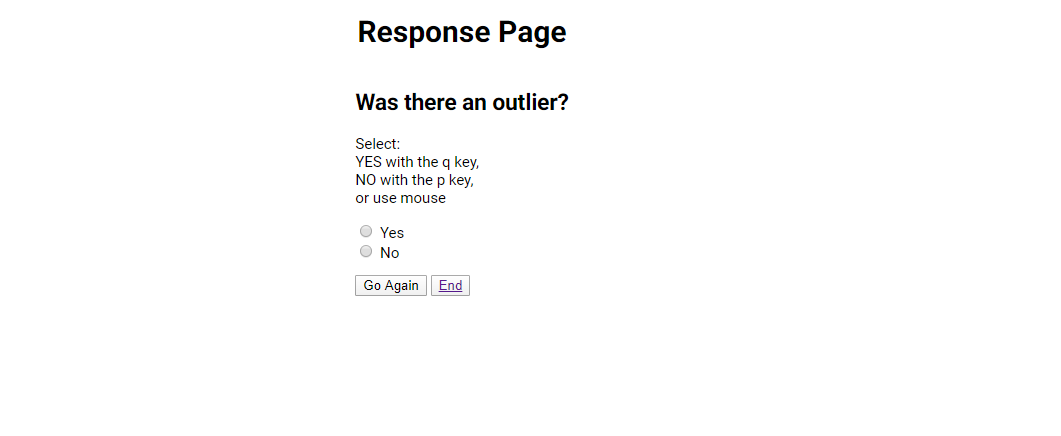 Response Page
Was there an outlier?
Select:
YES with the q key,
NO with the p key,
or use mouse
Yes
No
Go Again End